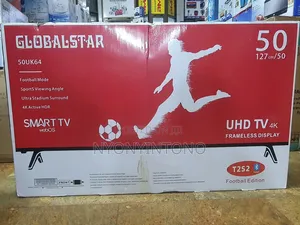 GLOBALSTAR
50UK64
Football Mode
Sports Viewing Angle
Ultra Stadium Surround
4K Active HDR
SMART TV
webOS
50
127cm/50
UHD TV 4K
FRAMELESS DISPLAY
T2S2
Football Edition